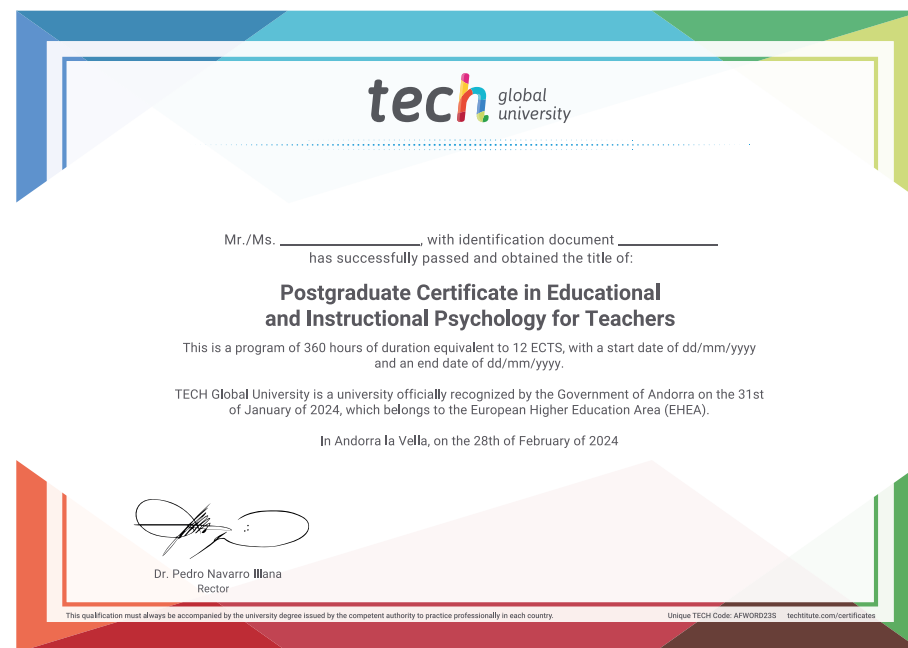 tech global
university
Mr./Ms. ____________, with identification document ____________
has successfully passed and obtained the title of:
Postgraduate Certificate in Educational
and Instructional Psychology for Teachers
This is a program of 360 hours of duration equivalent to 12 ECTS, with a start date of dd/mm/yyyy
and an end date of dd/mm/yyyy.
TECH Global University is a university officially recognized by the Government of Andorra on the 31st
of January of 2024, which belongs to the European Higher Education Area (EHEA).
In Andorra la Vella, on the 28th of February of 2024
Dr. Pedro Navarro Illana
Rector
This qualification must always be accompanied by the university degree issued by the competent authority to practice professionally in each country.
Unique TECH Code: AFWORD23S techtitute.com/certificates